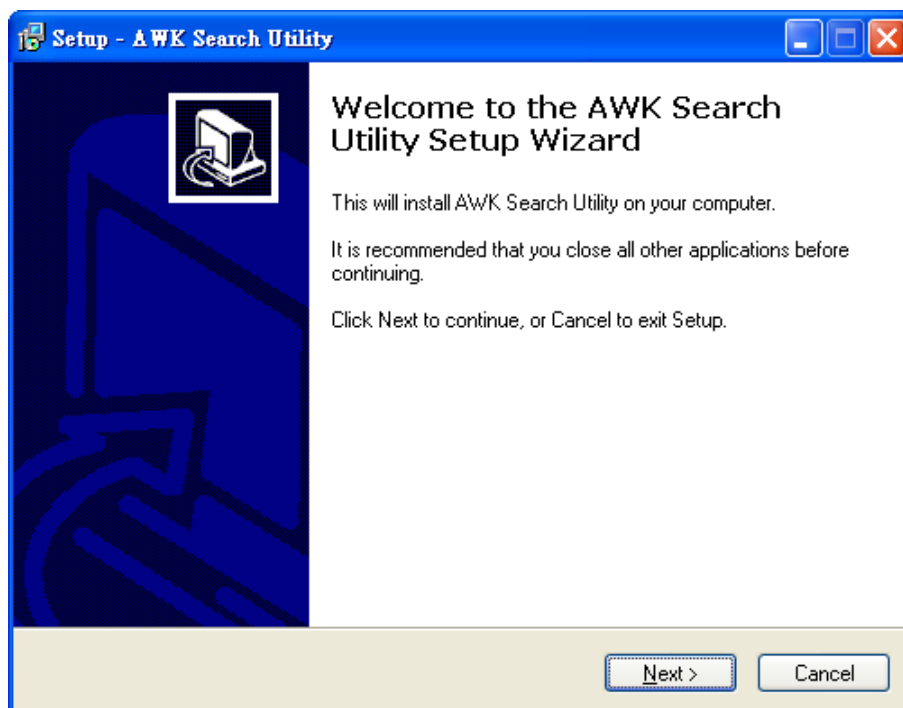 Setup - AWK Search Utility
Welcome to the AWK Search
Utility Setup Wizard
This will install AWK Search Utility on your computer.
It is recommended that you close all other applications before
continuing.
Click Next to continue, or Cancel to exit Setup.
Next >
Cancel